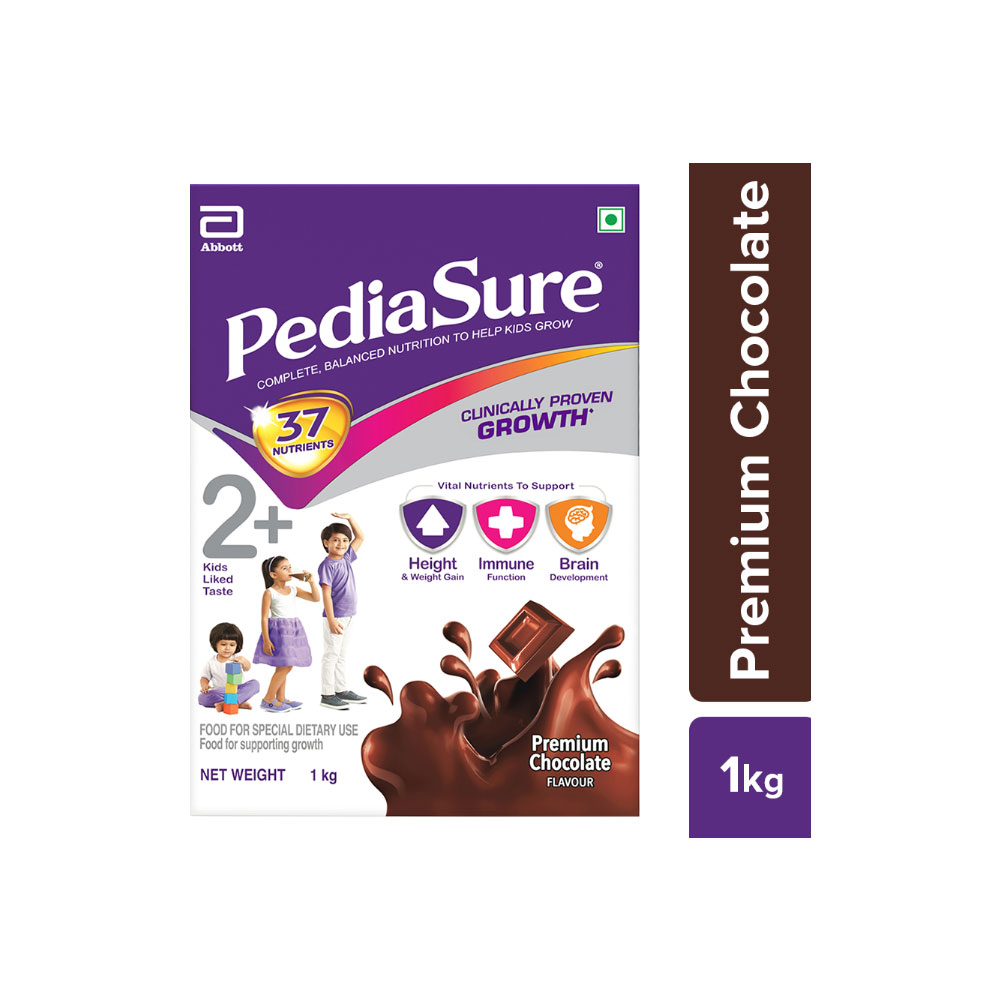 Abbott
PediaSure®
COMPLETE, BALANCED NUTRITION TO HELP KIDS GROW
37
NUTRIENTS
CLINICALLY PROVEN
GROWTH
2+
Kids
Liked
Taste
Vital Nutrients To Support
Height
& Weight Gain
Immune
Function
Brain
Development
FOOD FOR SPECIAL DIETARY USE
Food for supporting growth
NET WEIGHT 1 kg
Premium
Chocolate
FLAVOUR
Premium Chocolate
1kg